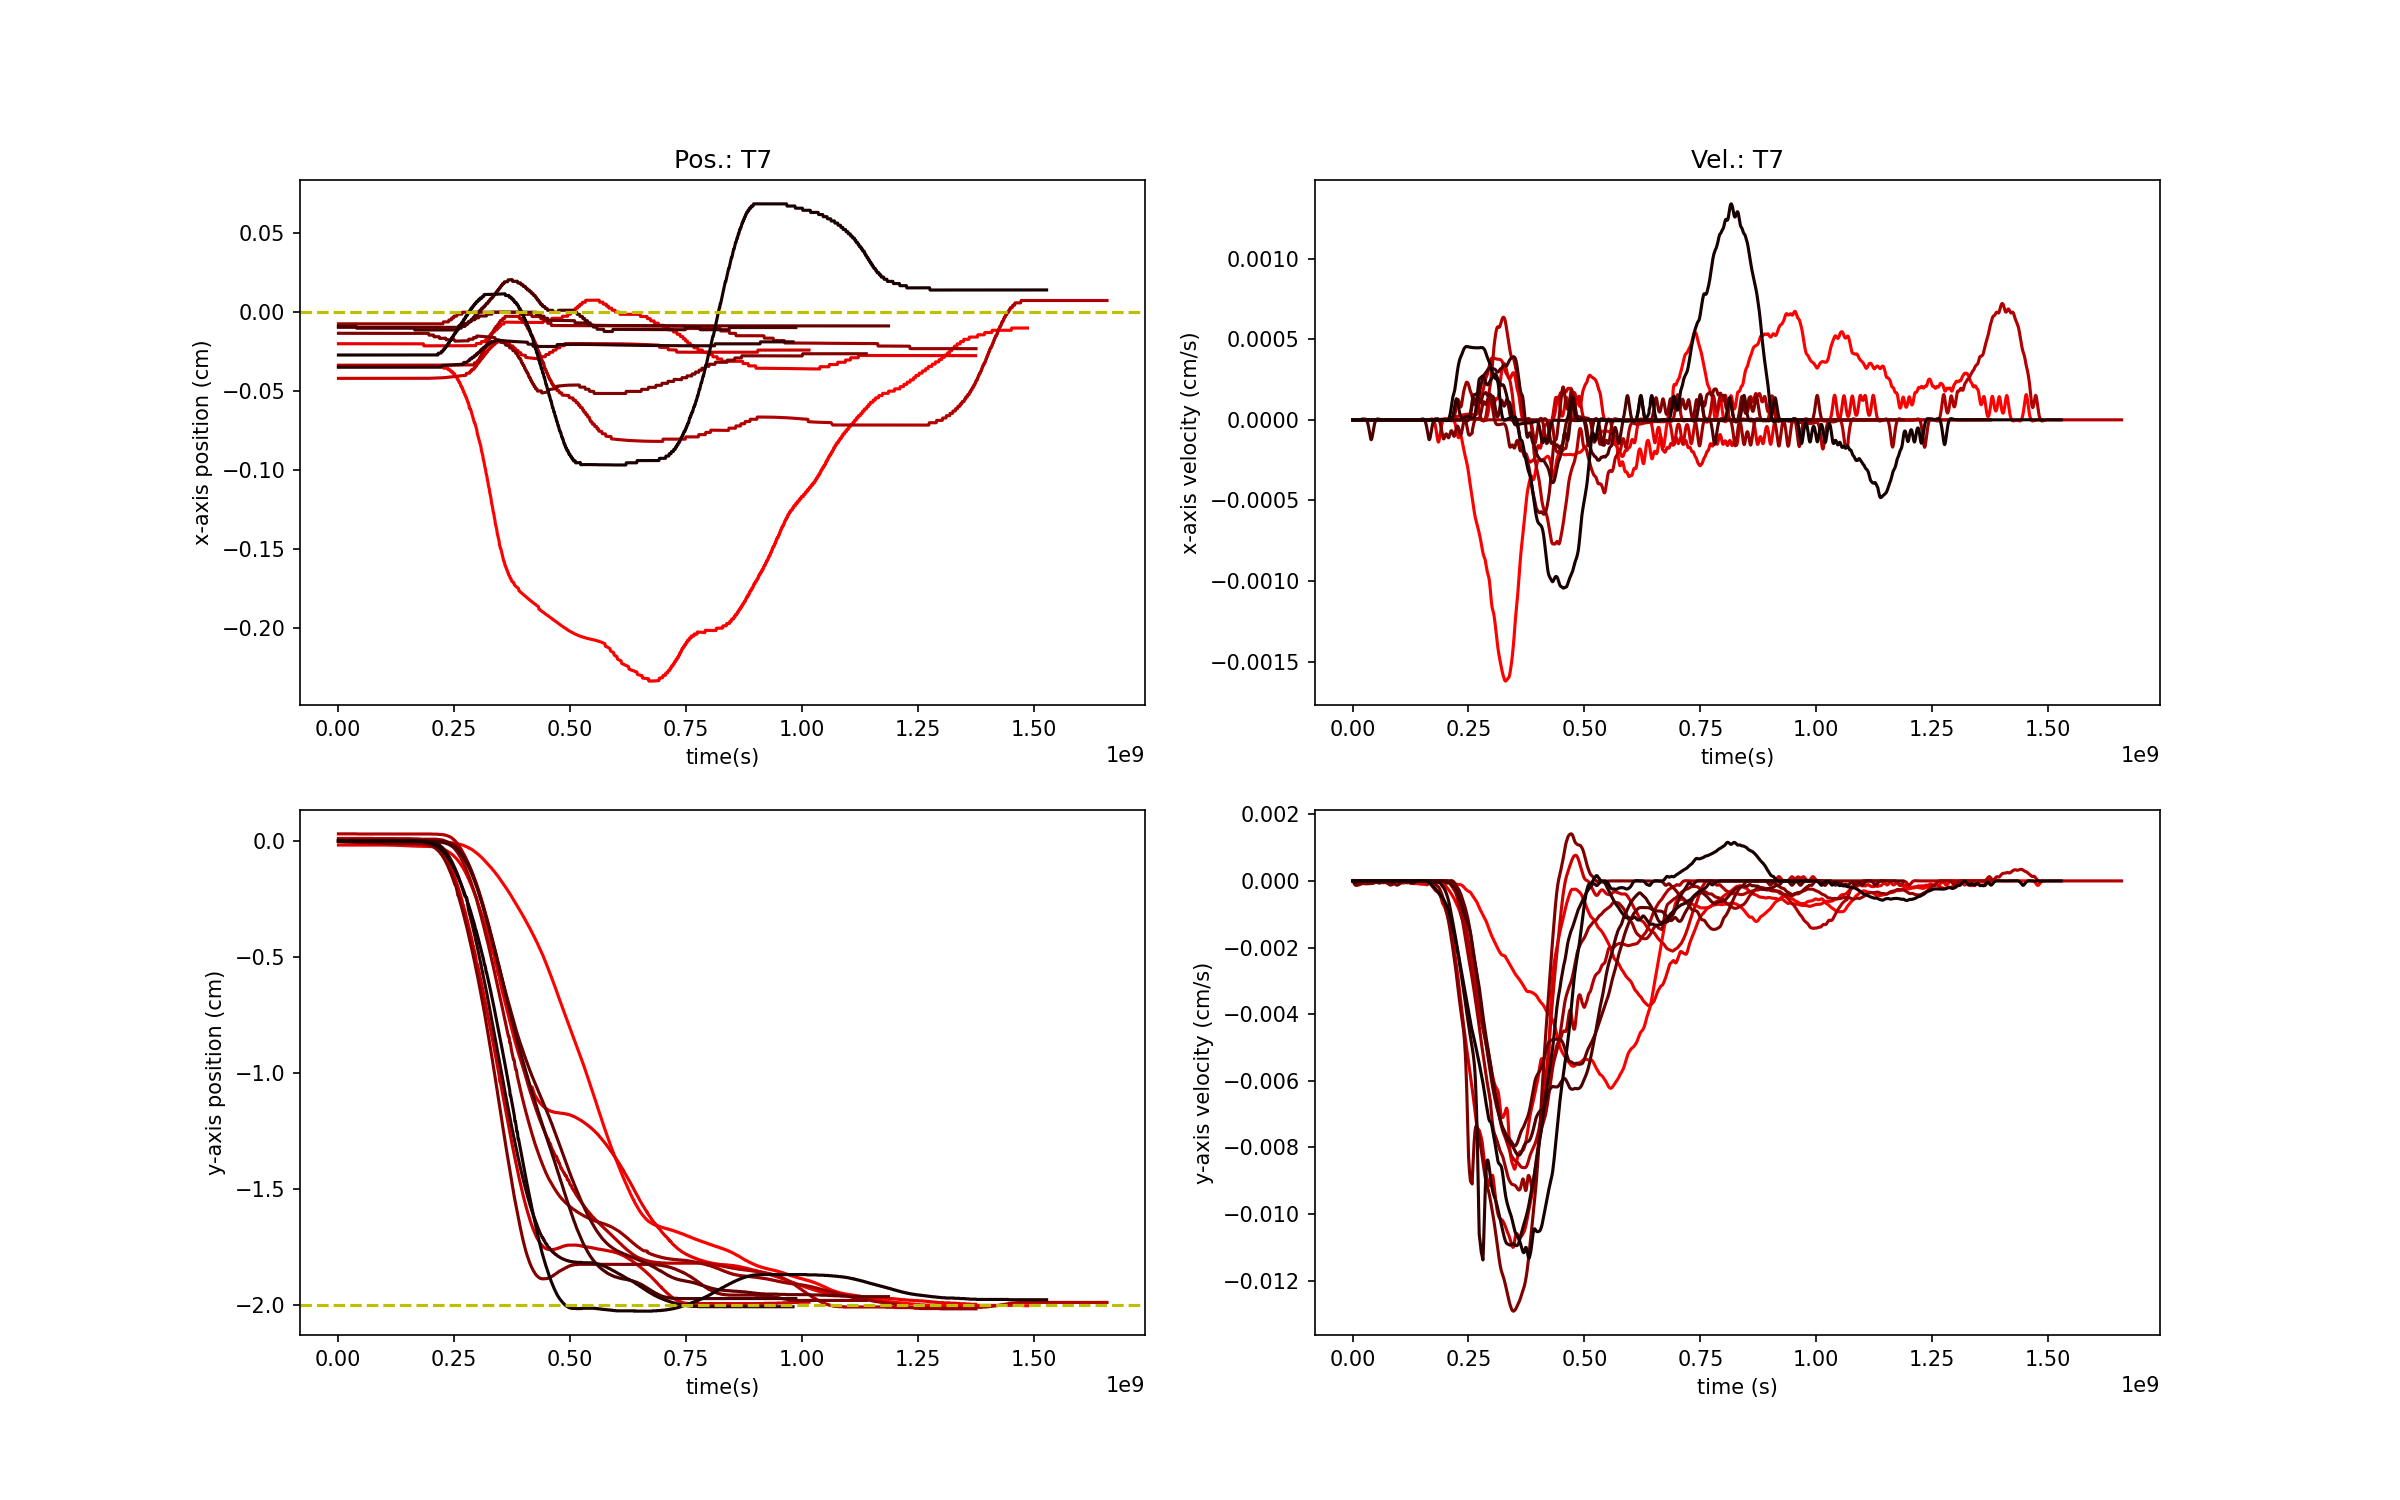 Pos.: T7
x-axis position (cm)
0.05
0.00
−0.05
−0.10
−0.15
−0.20
0.00 0.25 0.50 0.75 1.00 1.25 1.50
time(s)
1e9
Vel.: T7
x-axis velocity (cm/s)
0.0010
0.0005
0.0000
−0.0005
−0.0010
−0.0015
0.00 0.25 0.50 0.75 1.00 1.25 1.50
time(s)
1e9
y-axis position (cm)
0.0
−0.5
−1.0
−1.5
−2.0
0.00 0.25 0.50 0.75 1.00 1.25 1.50
time(s)
1e9
y-axis velocity (cm/s)
0.002
0.000
−0.002
−0.004
−0.006
−0.008
−0.010
−0.012
0.00 0.25 0.50 0.75 1.00 1.25 1.50
time (s)
1e9